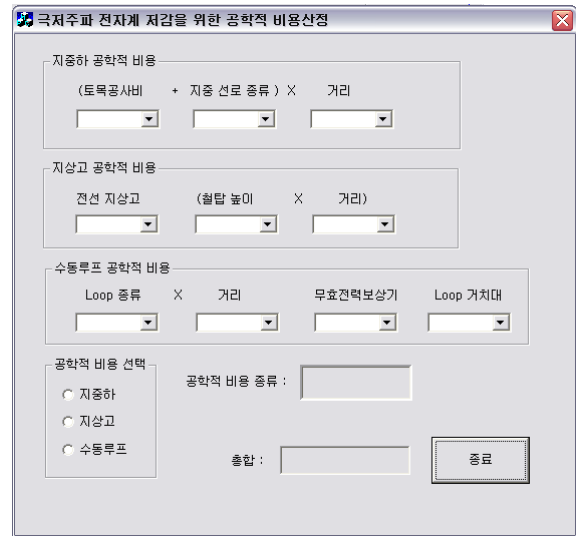 극저주파 전자계 저감을 위한 공학적 비용산정
지중하 공학적 비용
(토목공사비 + 지중 선로 종류 ) X 거리
지상고 공학적 비용
전선 지상고 (철탑 높이 X 거리)
수동루프 공학적 비용
Loop 종류 X 거리 무효전력보상기 Loop 거치대
공학적 비용 선택
지중하
지상고
수동루프
공학적 비용 종류 :
총합 :
종료